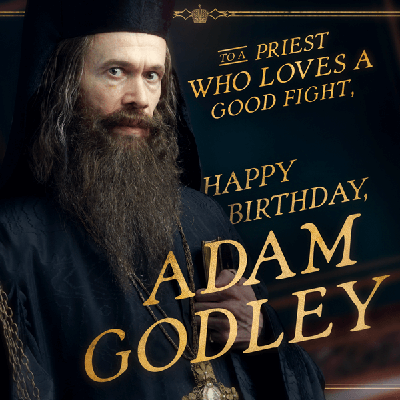 TO A PRIEST
WHO LOVES A
GOOD FIGHT,
HAPPY
BIRTHDAY,
ADAM
GODLEY